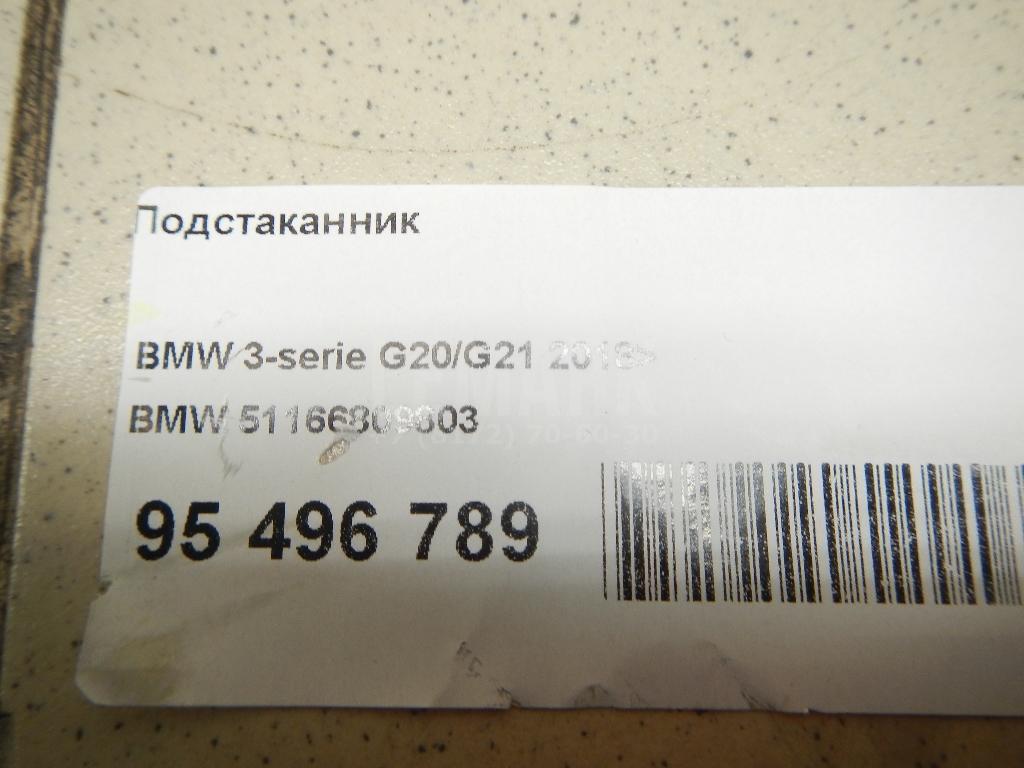 Подстаканник
BMW 3-serie G20/G21 2018>
BMW 51166809603
95 496 789